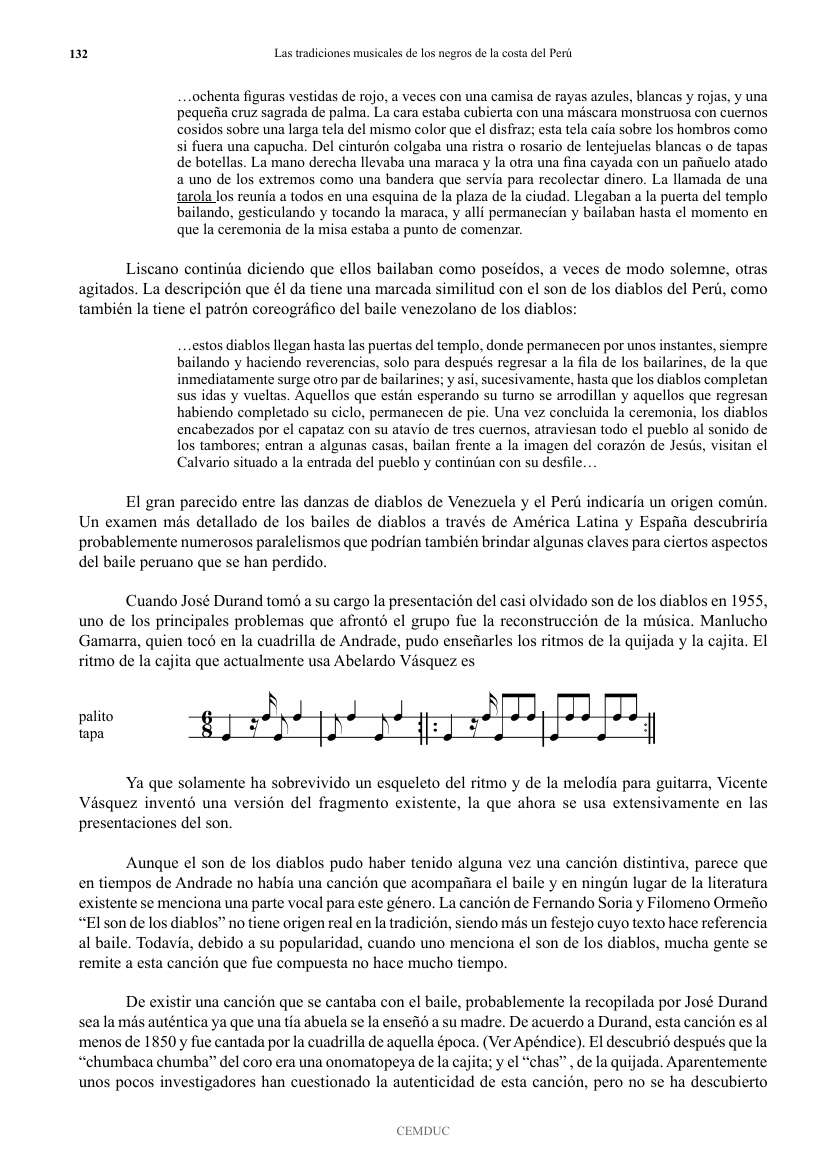 132
Las tradiciones musicales de los negros de la costa del Perú
…ochenta figuras vestidas de rojo, a veces con una camisa de rayas azules, blancas y rojas, y una
pequeña cruz sagrada de palma. La cara estaba cubierta con una máscara monstruosa con cuernos
cosidos sobre una larga tela del mismo color que el disfraz; esta tela caía sobre los hombros como
si fuera una capucha. Del cinturón colgaba una ristra o rosario de lentejuelas blancas o de tapas
de botellas. La mano derecha llevaba una maraca y la otra una fina cayada con un pañuelo atado
a uno de los extremos como una bandera que servía para recolectar dinero. La llamada de una
tarola los reunía a todos en una esquina de la plaza de la ciudad. Llegaban a la puerta del templo
bailando, gesticulando y tocando la maraca, y allí permanecían y bailaban hasta el momento en
que la ceremonia de la misa estaba a punto de comenzar.
Liscano continúa diciendo que ellos bailaban como poseídos, a veces de modo solemne, otras
agitados. La descripción que él da tiene una marcada similitud con el son de los diablos del Perú, como
también la tiene el patrón coreográfico del baile venezolano de los diablos:
…estos diablos llegan hasta las puertas del templo, donde permanecen por unos instantes, siempre
bailando y haciendo reverencias, solo para después regresar a la fila de los bailarines, de la que
inmediatamente surge otro par de bailarines; y así, sucesivamente, hasta que los diablos completan
sus idas y vueltas. Aquellos que están esperando su turno se arrodillan y aquellos que regresan
habiendo completado su ciclo, permanecen de pie. Una vez concluida la ceremonia, los diablos
encabezados por el capataz con su atavío de tres cuernos, atraviesan todo el pueblo al sonido de
los tambores; entran a algunas casas, bailan frente a la imagen del corazón de Jesús, visitan el
Calvario situado a la entrada del pueblo y continúan con su desfile…
El gran parecido entre las danzas de diablos de Venezuela y el Perú indicaría un origen común.
Un examen más detallado de los bailes de diablos a través de América Latina y España descubriría
probablemente numerosos paralelismos que podrían también brindar algunas claves para ciertos aspectos
del baile peruano que se han perdido.
Cuando José Durand tomó a su cargo la presentación del casi olvidado son de los diablos en 1955,
uno de los principales problemas que afrontó el grupo fue la reconstrucción de la música. Manlucho
Gamarra, quien tocó en la cuadrilla de Andrade, pudo enseñarles los ritmos de la quijada y la cajita. El
ritmo de la cajita que actualmente usa Abelardo Vásquez es
palito
tapa
6
8
Ya que solamente ha sobrevivido un esqueleto del ritmo y de la melodía para guitarra, Vicente
Vásquez inventó una versión del fragmento existente, la que ahora se usa extensivamente en las
presentaciones del son.
Aunque el son de los diablos pudo haber tenido alguna vez una canción distintiva, parece que
en tiempos de Andrade no había una canción que acompañara el baile y en ningún lugar de la literatura
existente se menciona una parte vocal para este género. La canción de Fernando Soria y Filomeno Ormeño
“El son de los diablos” no tiene origen real en la tradición, siendo más un festejo cuyo texto hace referencia
al baile. Todavía, debido a su popularidad, cuando uno menciona el son de los diablos, mucha gente se
remite a esta canción que fue compuesta no hace mucho tiempo.
De existir una canción que se cantaba con el baile, probablemente la recopilada por José Durand
sea la más auténtica ya que una tía abuela se la enseñó a su madre. De acuerdo a Durand, esta canción es al
menos de 1850 y fue cantada por la cuadrilla de aquella época. (Ver Apéndice). El descubrió después que la
“chumbaca chumba” del coro era una onomatopeya de la cajita; y el “chas” , de la quijada. Aparentemente
unos pocos investigadores han cuestionado la autenticidad de esta canción, pero no se ha descubierto
CEMDUC